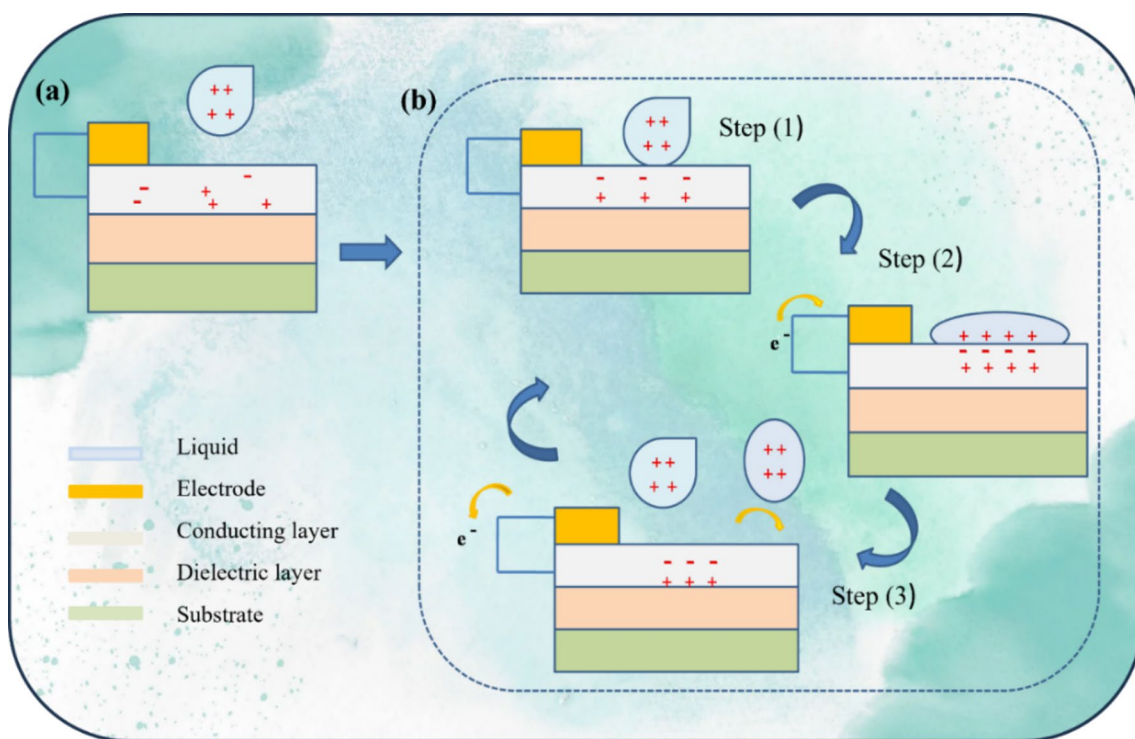 (a)
++
++
-
-
-
+
+
+
(b)
++
++
Step (1)
- - -
+ + +
Step (2)
e-
+ + + +
- - - -
+ + + +
++
++
++
++
e-
- - -
+ + +
Step (3)
Liquid
Electrode
Conducting layer
Dielectric layer
Substrate